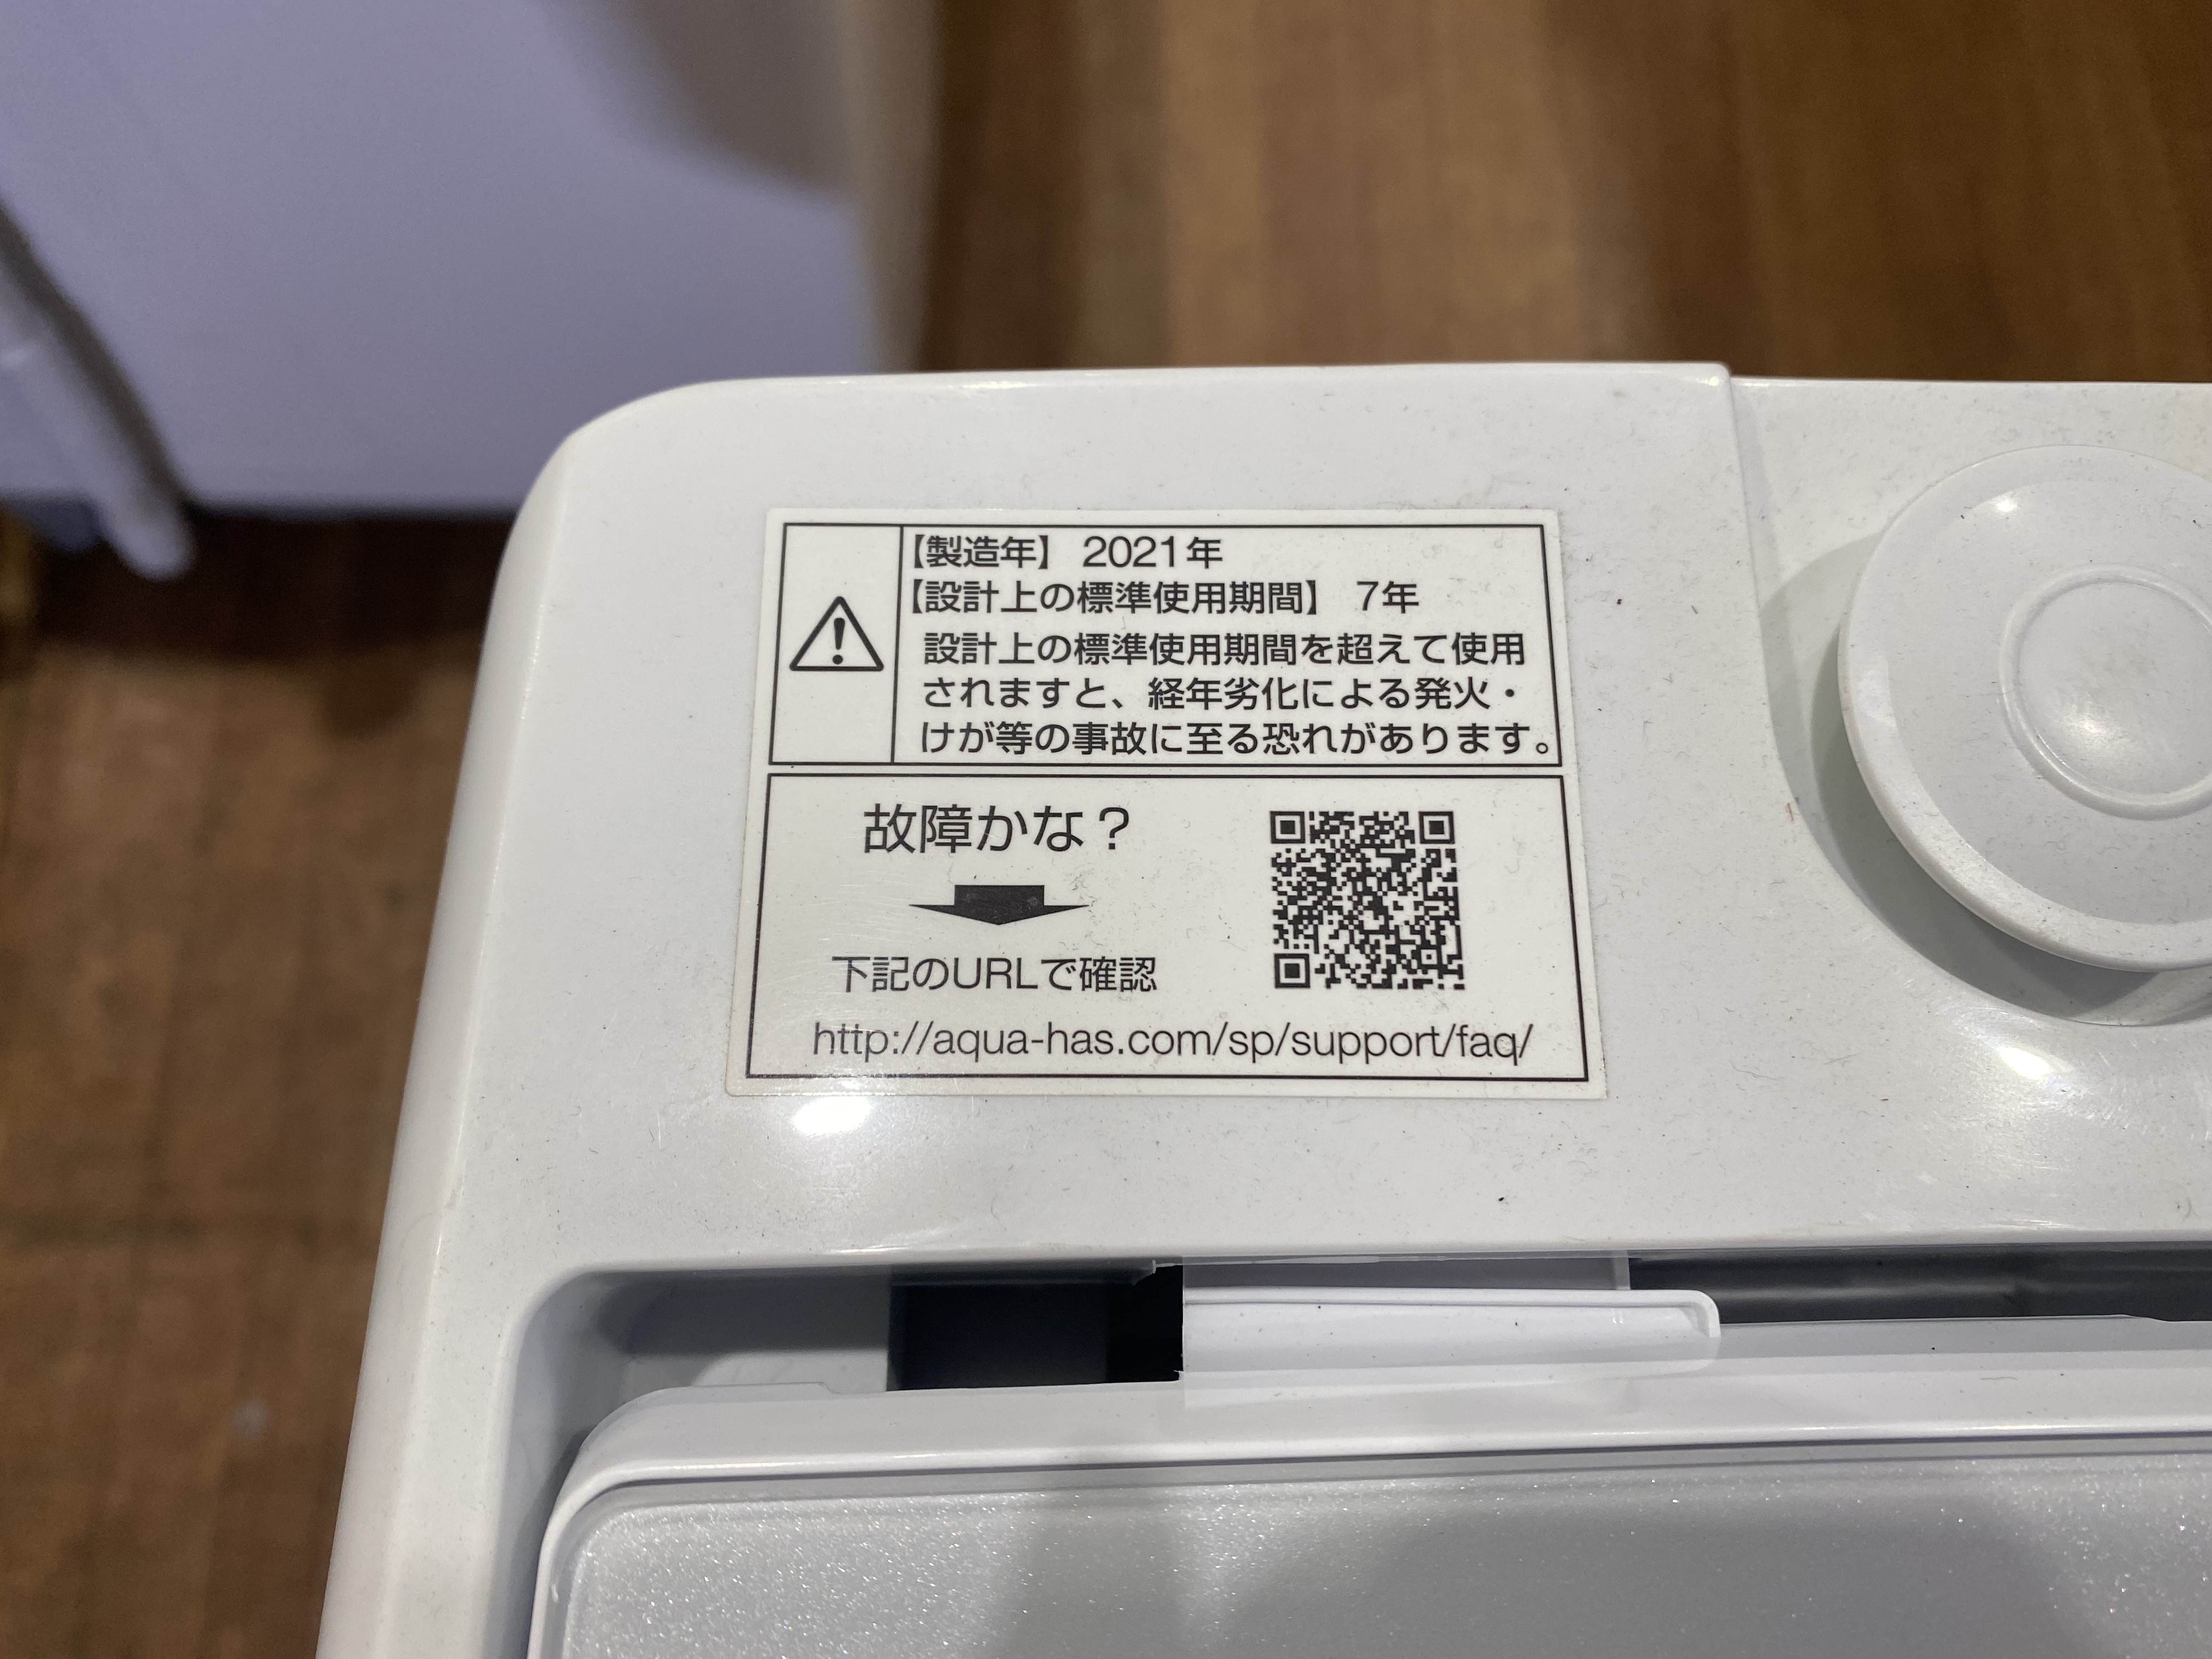 【製造年】 2021年
【設計上の標準使用期間】 7年
設計上の標準使用期間を超えて使用
されますと、経年劣化による発火・
けが等の事故に至る恐れがあります。
故障かな？
下記のURLで確認
http://aqua-has.com/sp/support/faq/